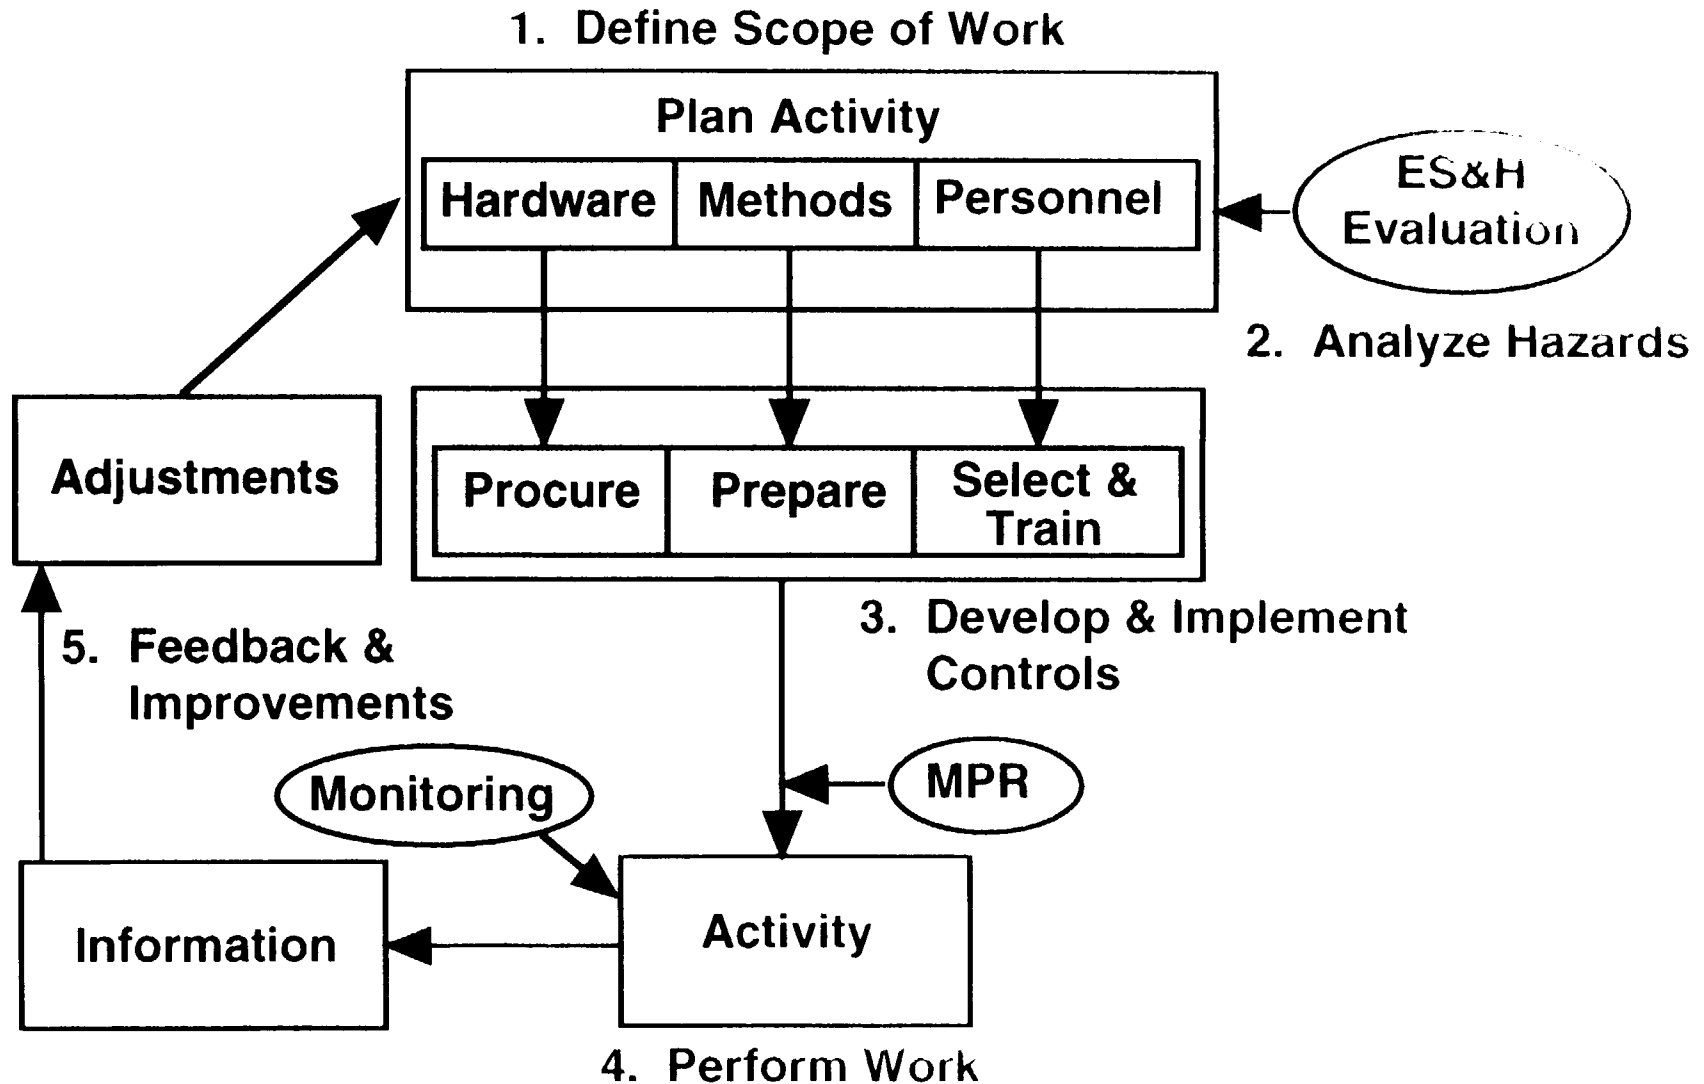 1. Define Scope of Work
Plan Activity
Hardware Methods Personnel
ES&H
Evaluation
2. Analyze Hazards
Adjustments
Procure Prepare Select &
Train
3. Develop & Implement
Controls
5. Feedback &
Improvements
Monitoring
MPR
Information
Activity
4. Perform Work